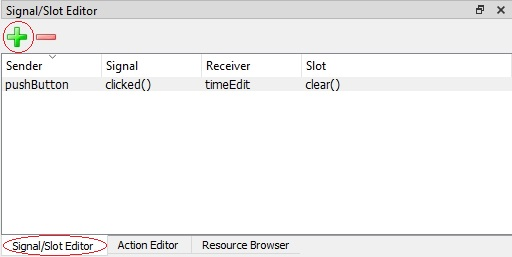 Signal/Slot Editor
Sender Signal Receiver Slot
pushButton clicked() timeEdit clear()
Signal/Slot Editor Action Editor Resource Browser